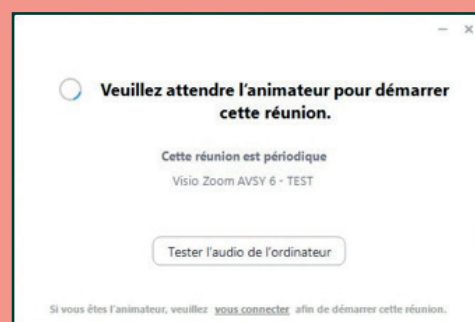 Veuillez attendre l'animateur pour démarrer
cette réunion.
Cette réunion est périodique
Visio Zoom AVSY 6 - TEST
Tester l'audio de l'ordinateur
Si vous êtes l'animateur, veuillez vous connecter afin de démarrer cette réunion.